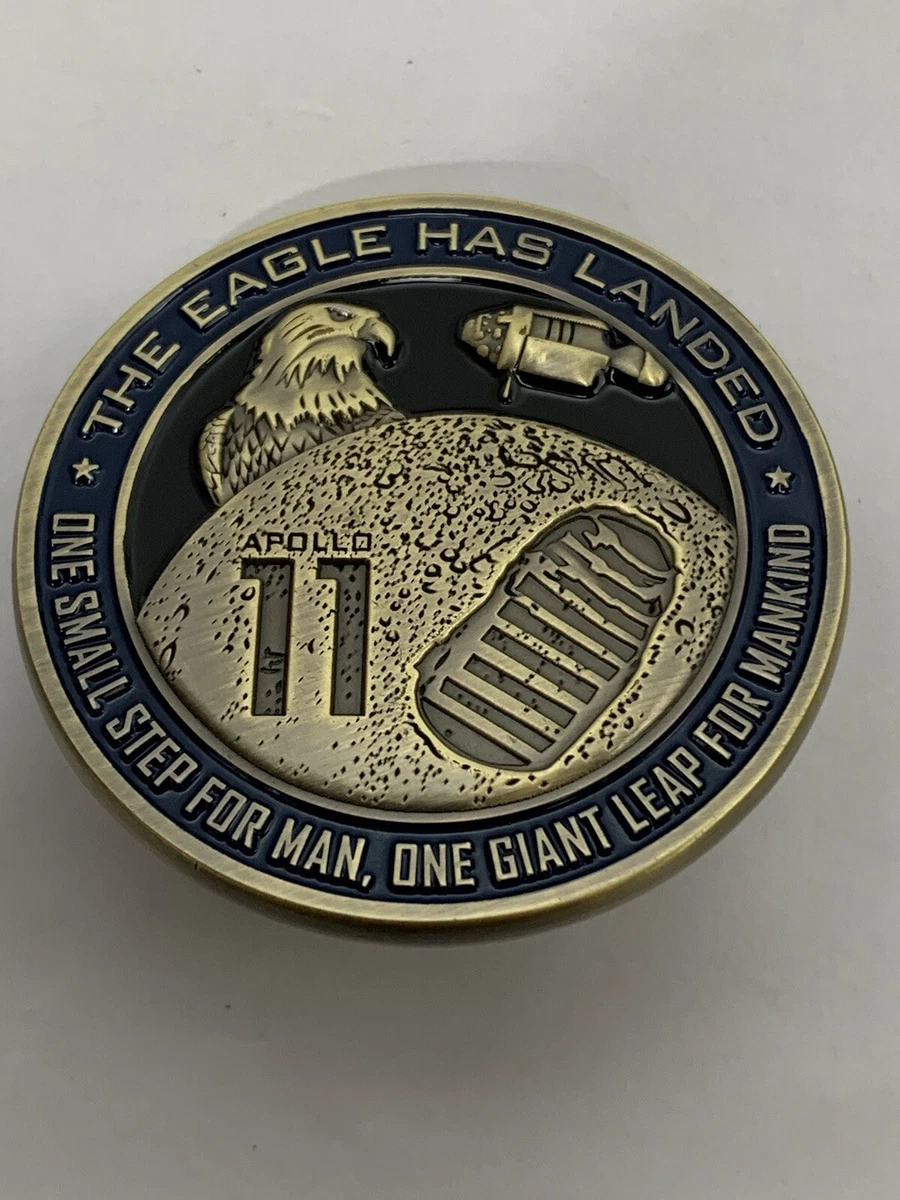 THE EAGLE HAS LANDED
APOLLO
11
ONE SMALL STEP FOR MAN, ONE GIANT LEAP FOR MANKIND